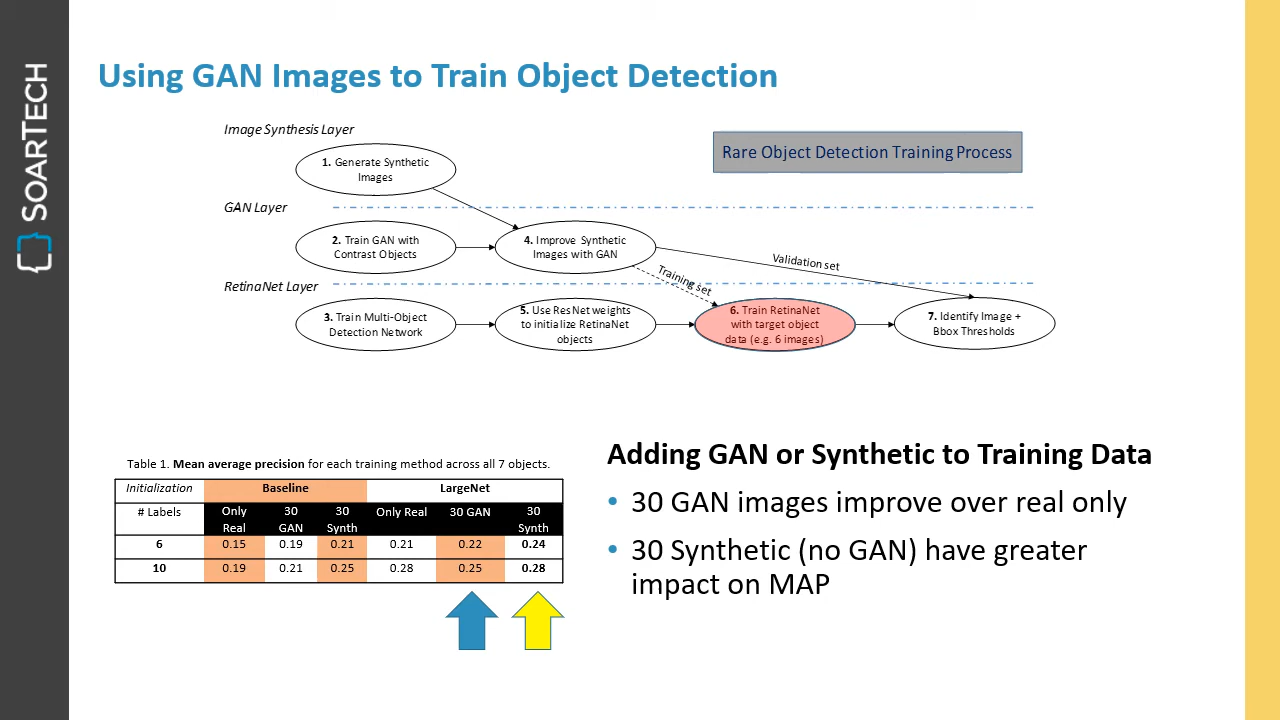 SOARTECH
Using GAN Images to Train Object Detection
Image Synthesis Layer
Rare Object Detection Training Process
1. Generate Synthetic
Images
GAN Layer
2. Train GAN with
Contrast Objects
4. Improve Synthetic
Images with GAN
Validation set
Training set
RetinaNet Layer
3. Train Multi-Object
Detection Network
5. Use ResNet weights
to initialize RetinaNet
objects
6. Train RetinaNet
with target object
data (e.g. 6 images)
7. Identify Image +
Bbox Thresholds
Table 1. Mean average precision for each training method across all 7 objects.
Initialization Baseline LargeNet
# Labels Only Real 30 GAN 30 Synth Only Real 30 GAN 30 Synth
6 0.15 0.19 0.21 0.21 0.22 0.24
10 0.19 0.21 0.25 0.28 0.25 0.28
Adding GAN or Synthetic to Training Data
• 30 GAN images improve over real only
• 30 Synthetic (no GAN) have greater
impact on MAP